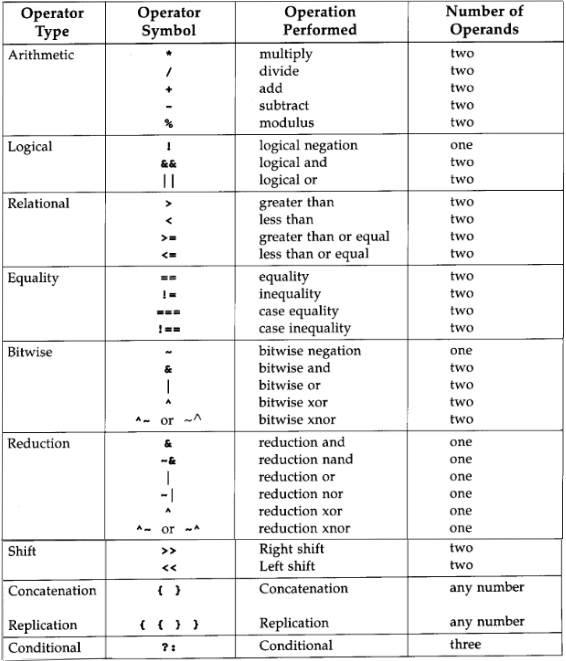 Operator Type Operator Symbol Operation Performed Number of Operands
Arithmetic * multiply two
/ divide two
+ add two
- subtract two
% modulus two
Logical ! logical negation one
&& logical and two
|| logical or two
Relational > greater than two
< less than two
>= greater than or equal two
<= less than or equal two
Equality == equality two
!= inequality two
=== case equality two
!== case inequality two
Bitwise ~ bitwise negation one
& bitwise and two
| bitwise or two
^ bitwise xor two
^~ or ~^ bitwise xnor two
Reduction & reduction and one
~& reduction nand one
| reduction or one
~| reduction nor one
^ reduction xor one
^~ or ~^ reduction xnor one
Shift >> Right shift two
<< Left shift two
Concatenation { } Concatenation any number
Replication { { } } Replication any number
Conditional ?: Conditional three